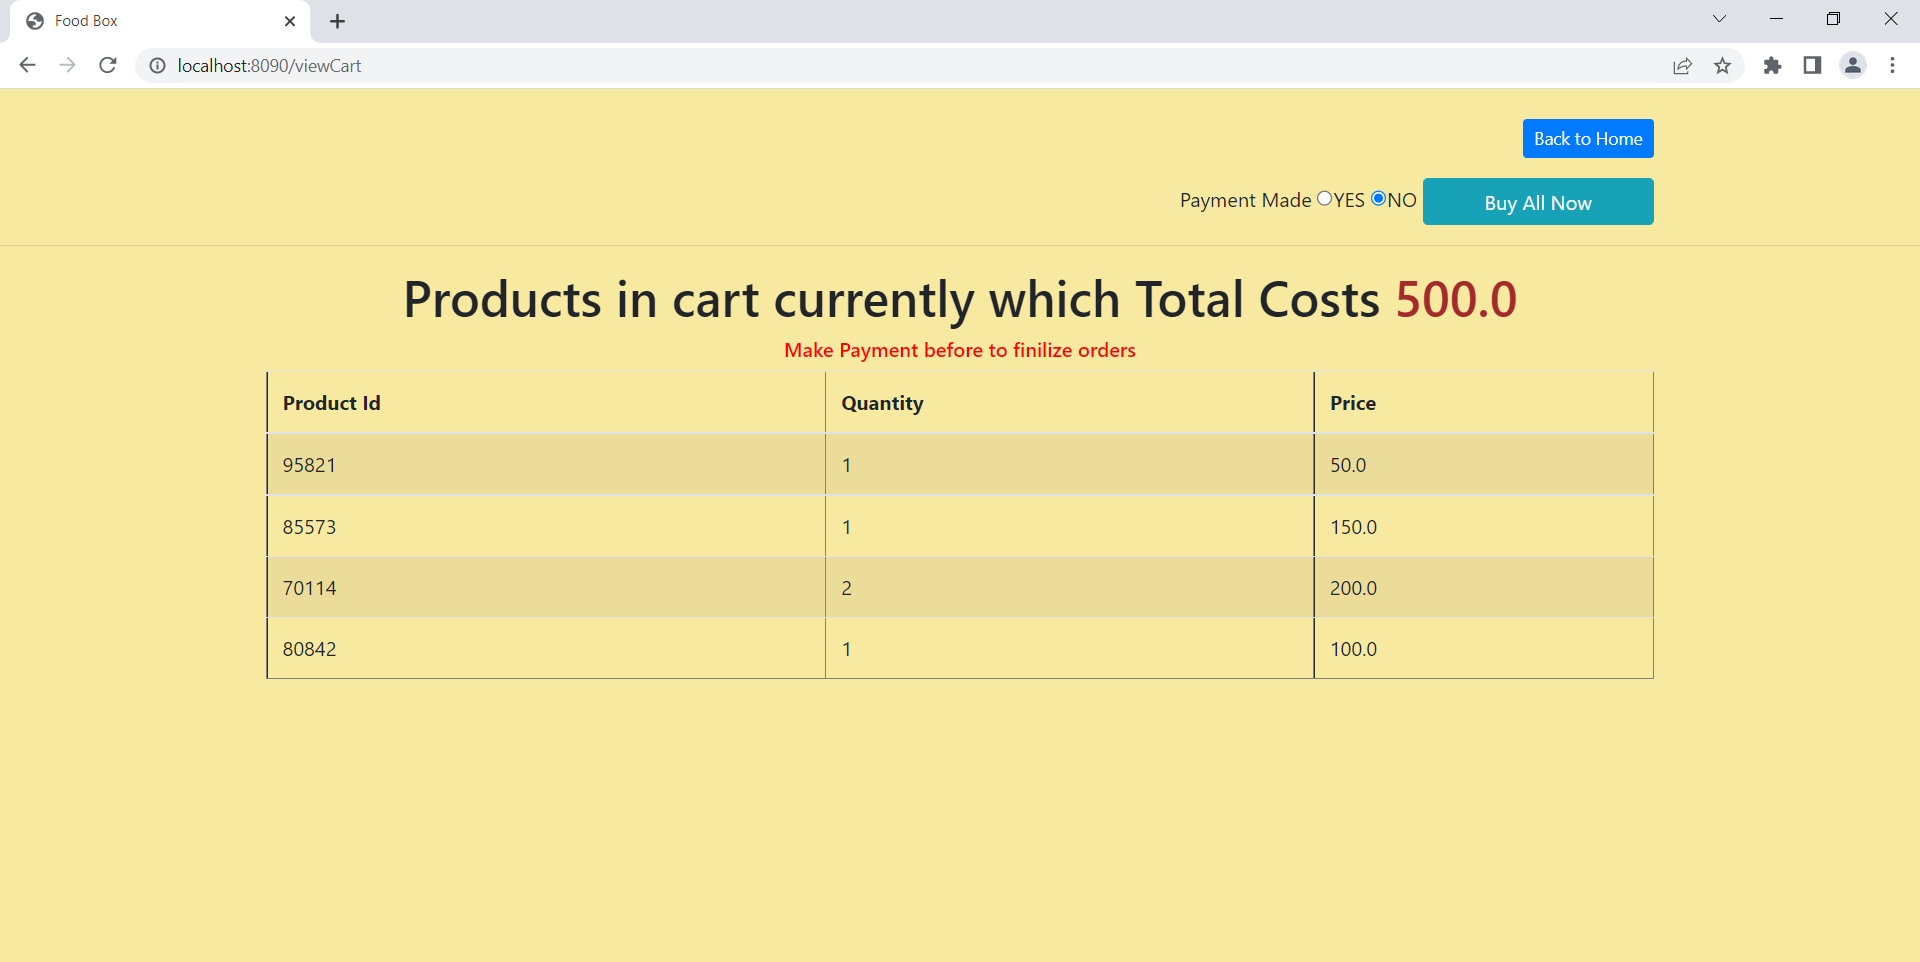 Food Box
localhost:8090/viewCart
Back to Home
Payment Made YES NO Buy All Now
Products in cart currently which Total Costs 500.0
Make Payment before to finilize orders
Product Id Quantity Price
95821 1 50.0
85573 1 150.0
70114 2 200.0
80842 1 100.0